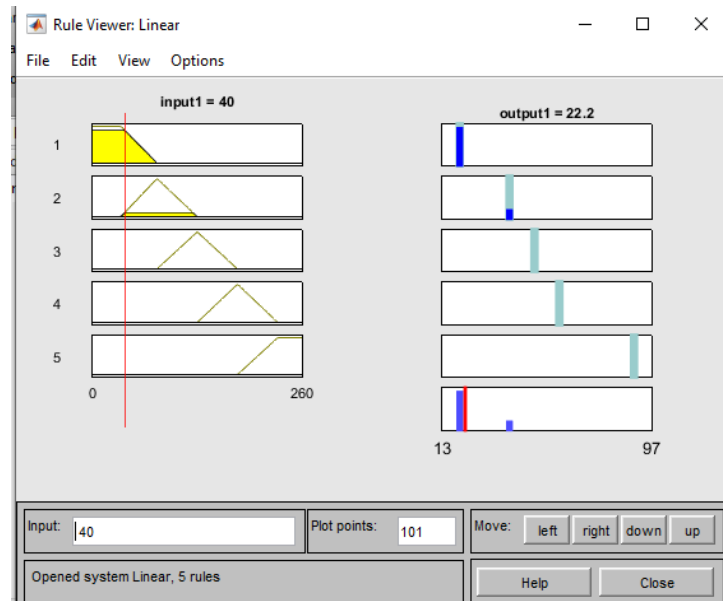 Rule Viewer: Linear
File Edit View Options
input1 = 40
output1 = 22.2
1
2
3
4
5
0 260
13 97
Input: 40 Plot points: 101 Move: left right down up
Opened system Linear, 5 rules Help Close